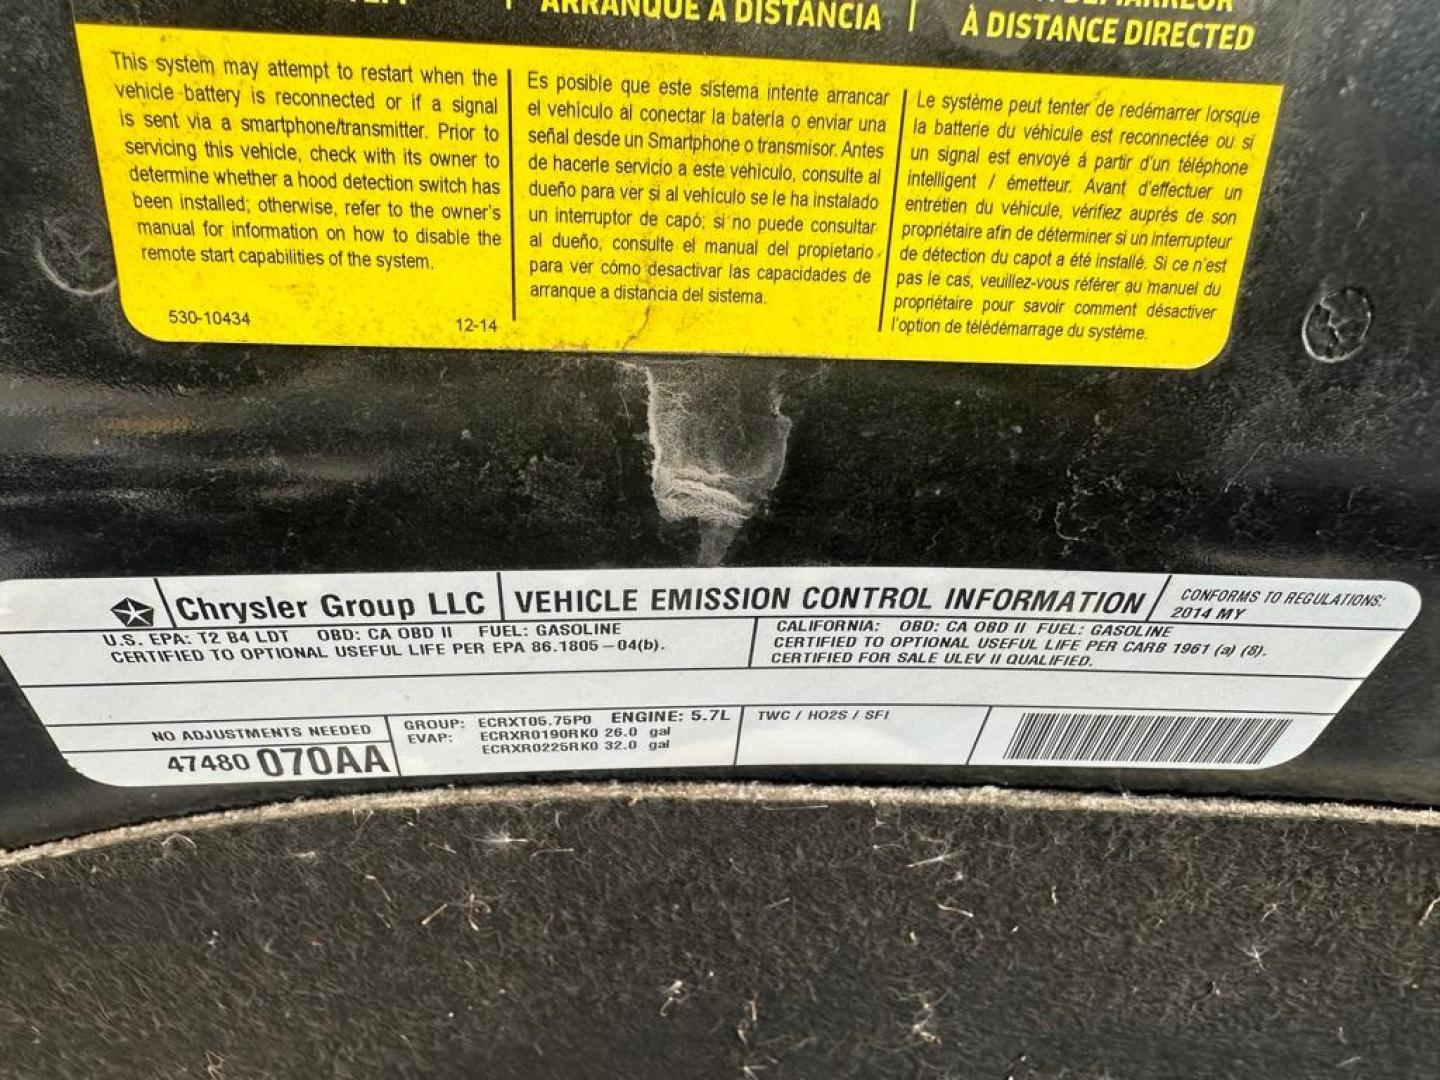 ARRANQUE A DISTANCIA
À DISTANCE DIRECTED
This system may attempt to restart when the
vehicle battery is reconnected or if a signal
is sent via a smartphone/transmitter. Prior to
servicing this vehicle, check with its owner to
determine whether a hood detection switch has
been installed; otherwise, refer to the owner's
manual for information on how to disable the
remote start capabilities of the system.
530-10434
12-14
Es posible que este sistema intente arrancar
el vehículo al conectar la batería o enviar una
señal desde un Smartphone o transmisor. Antes
de hacerle servicio a este vehículo, consulte al
dueño para ver si al vehículo se le ha instalado
un interruptor de capó; si no puede consultar
al dueño, consulte el manual del propietario
para ver cómo desactivar las capacidades de
arranque a distancia del sistema.
Le système peut tenter de redémarrer lorsque
la batterie du véhicule est reconnectée ou si
un signal est envoyé á partir d'un téléphone
intelligent / émetteur. Avant d'effectuer un
entretien du véhicule, vérifiez auprés de son
propriétaire afin de déterminer si un interrupteur
de détection du capot a été installé. Si ce n'est
pas le cas, veuillez-vous référer au manuel du
propriétaire pour savoir comment désactiver
l'option de télédémarrage du système.
Chrysler Group LLC
VEHICLE EMISSION CONTROL INFORMATION
CONFORMS TO REGULATIONS:
2014 MY
U.S. EPA: T2 B4 LDT OBD: CA OBD II FUEL: GASOLINE
CERTIFIED TO OPTIONAL USEFUL LIFE PER EPA 86.1805-04(b).
CALIFORNIA: OBD: CA OBD II FUEL: GASOLINE
CERTIFIED TO OPTIONAL USEFUL LIFE PER CARB 1961 (a) (8).
CERTIFIED FOR SALE ULEV II QUALIFIED.
NO ADJUSTMENTS NEEDED
47480 070AA
GROUP: ECRXT05.75P0 ENGINE: 5.7L
EVAP: ECRXR0190RK0 26.0 gal
ECRXR0225RK0 32.0 gal
TWC / HO2S / SFI